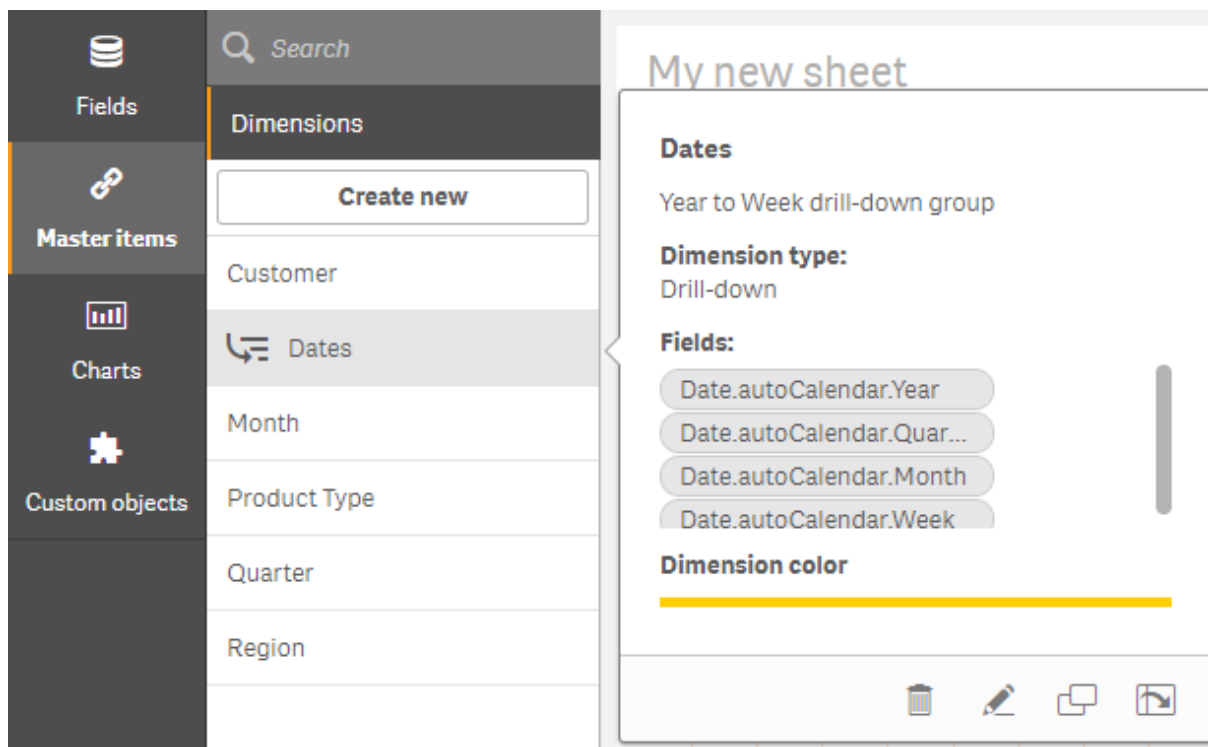 Fields
Master items
Charts
Custom objects
Search
Dimensions
Create new
Customer
Dates
Month
Product Type
Quarter
Region
My new sheet
Dates
Year to Week drill-down group
Dimension type:
Drill-down
Fields:
Date.autoCalendar.Year
Date.autoCalendar.Quar...
Date.autoCalendar.Month
Date.autoCalendar.Week
Dimension color